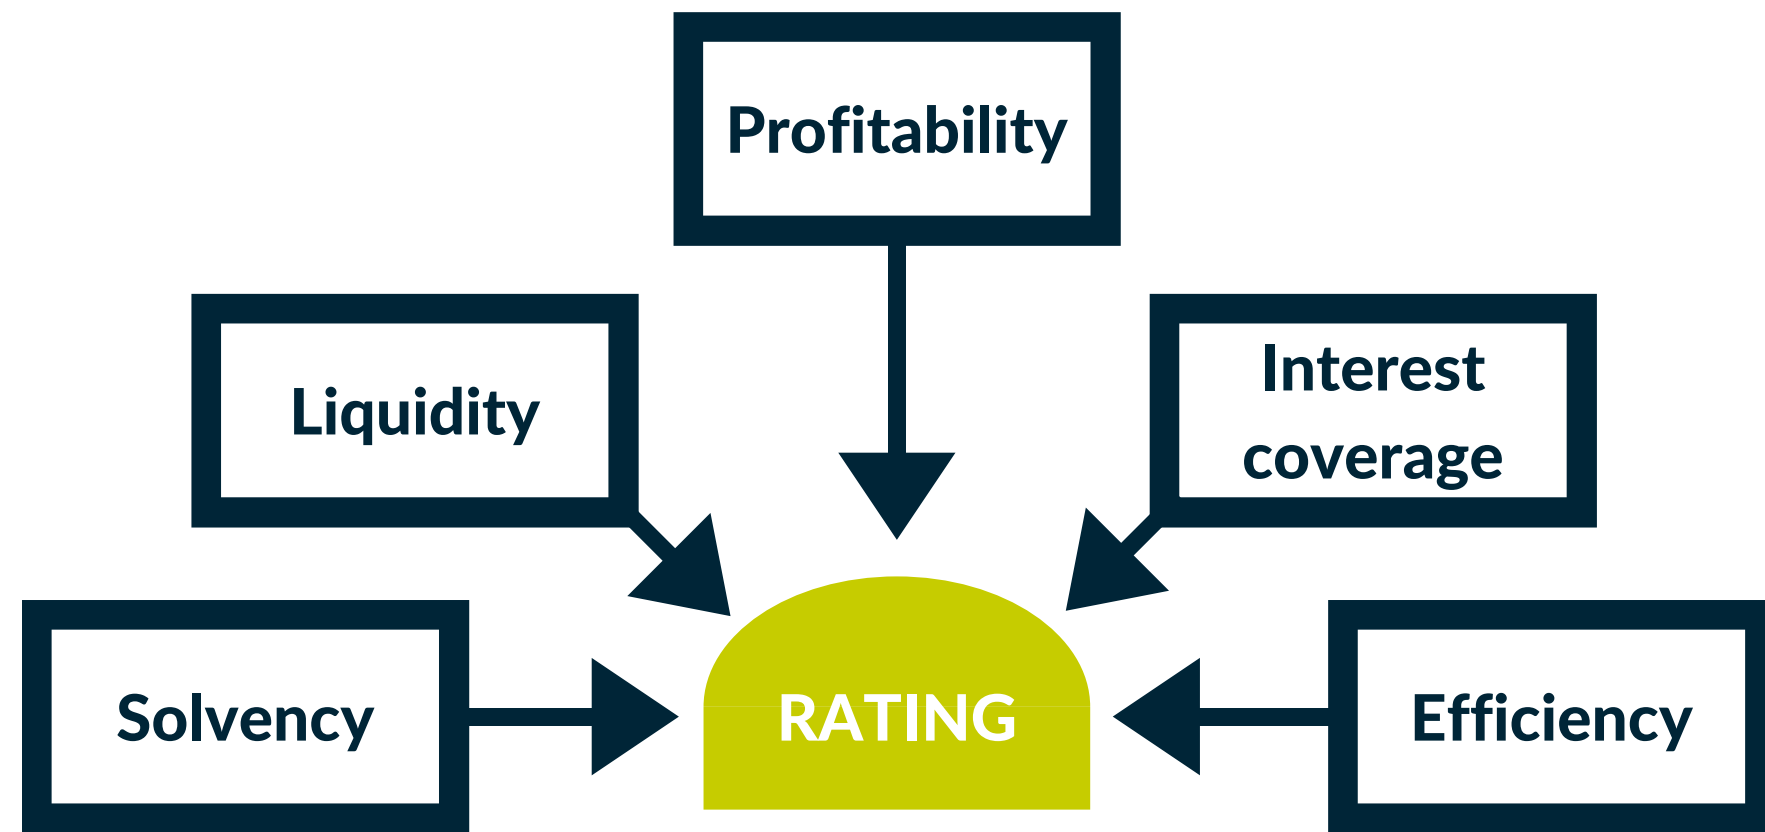 Profitability
Liquidity
Interest
coverage
Solvency
RATING
Efficiency